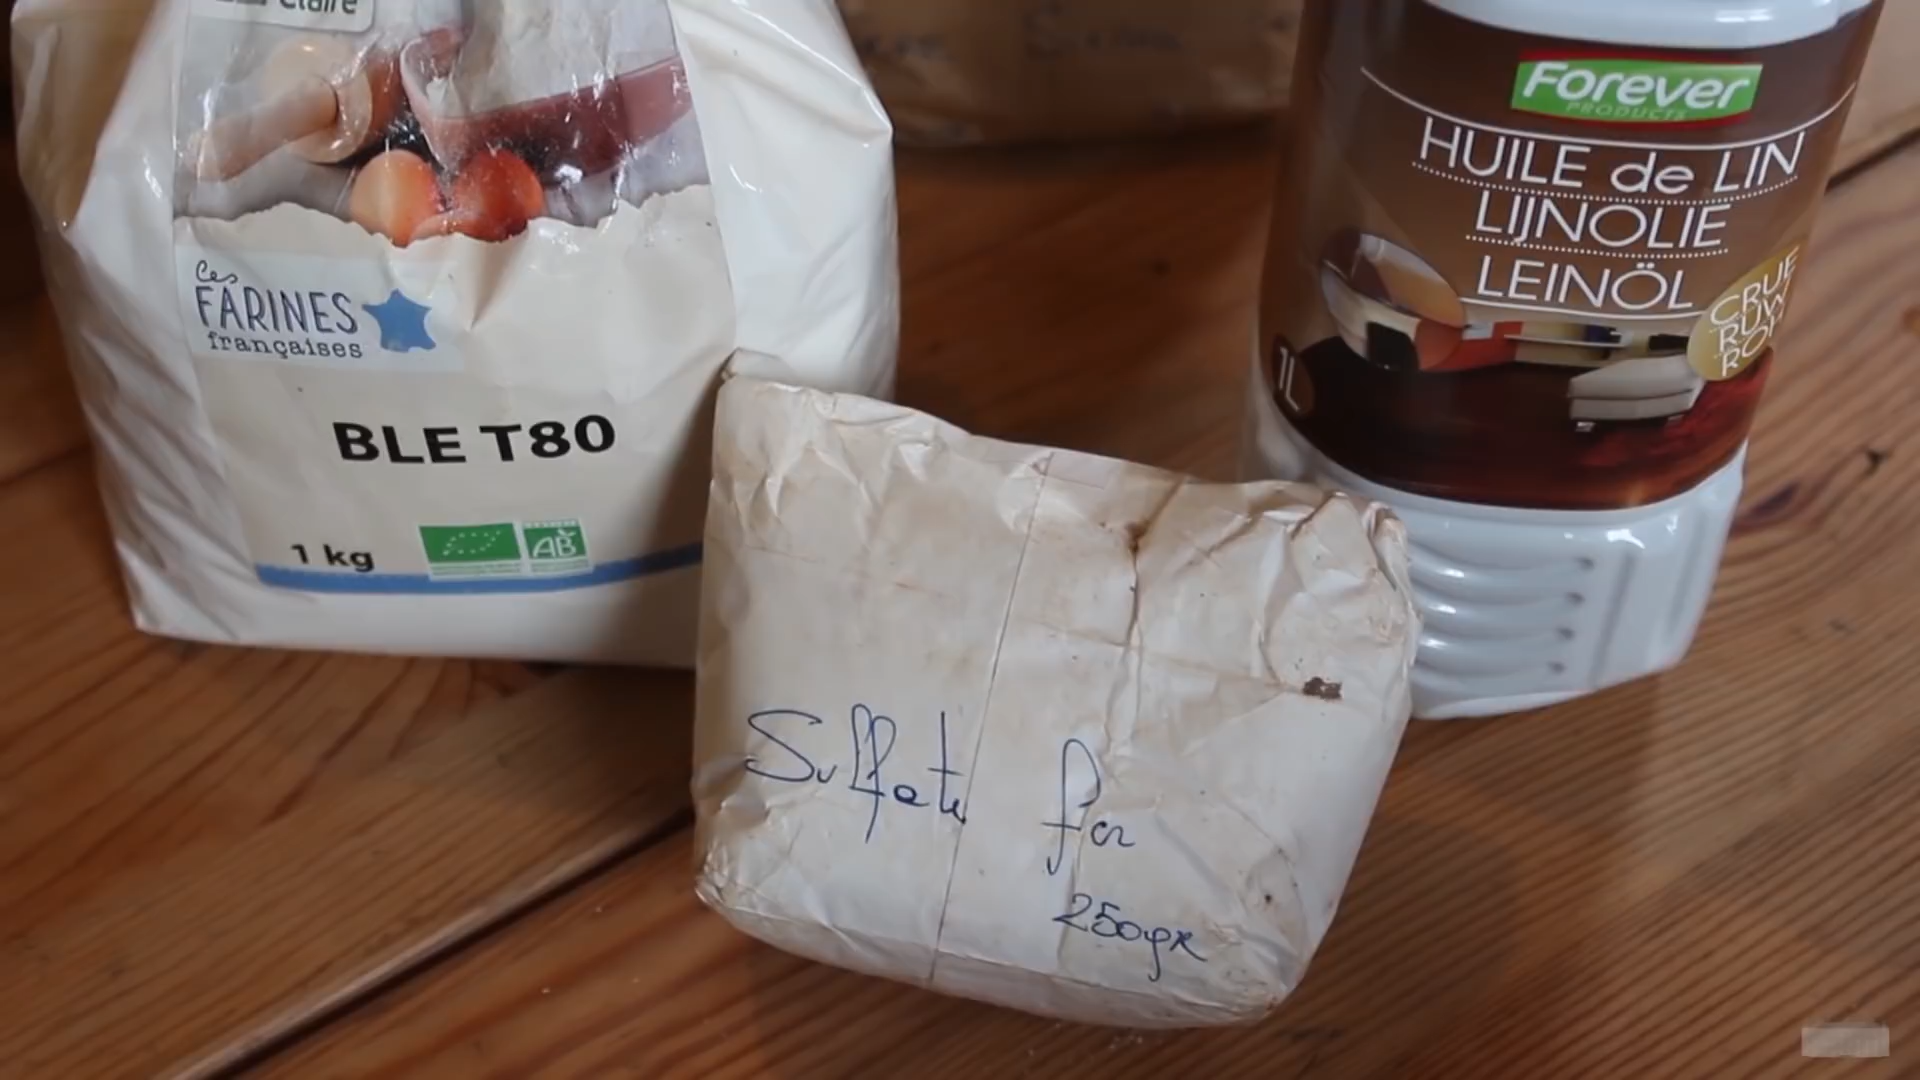 Claire
Les
FARINES
françaises
BLE T80
1 kg
AB
Forever
PRODUCTS
HUILE de LIN
LIJNOLIE
LEINÖL
CRUE
RUW
ROH
1L
Sulfate fer
250gr